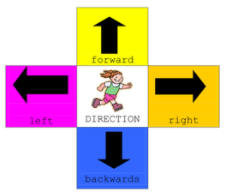 forward
left
DIRECTION
right
backwards